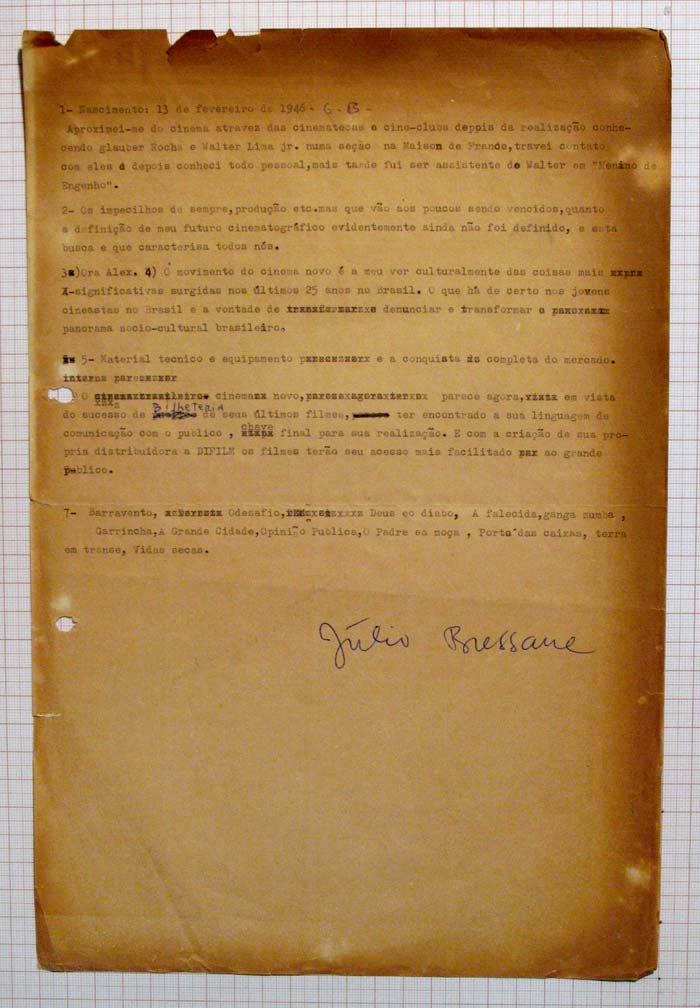 1- Nascimento: 13 de fevereiro de 1946 - G - B -
Aproximei-me do cinema atravez das cinematecas e cine-clubs depois da realização conhe-
cendo glauber Rocha e Walter Lima jr. numa seção na Maison de France,travei contato
com eles e depois conheci todo pessoal,mais tarde fui ser assistente do Walter em "Menino de
Engenho".
2- Os impecilhos de sempre,produção etc.mas que vão aos poucos sendo vencidos,quanto
a definição de meu futuro cinematográfico evidentemente ainda não foi definido, e esta
busca e que caracterisa todos nós.
3)Ora Alex. 4) O movimento do cinema novo é a meu ver culturalmente das coisas mais
-significativas surgidas nos últimos 25 anos no Brasil. O que há de certo nos jovens
cineastas no Brasil e a vontade de denunciar e transformar o
panorama socio-cultural brasileiro.
5- Material tecnico e equipamento e a conquista completa do mercado.
O cinema novo, parece agora, em vista
do sucesso de Bilheteria de seus últimos filmes, ter encontrado a sua linguagem de
comunicação com o publico , chave final para sua realização. E com a criação de sua pro-
pria distribuidora a DIFILM os filmes terão seu acesso mais facilitado ao grande
publico.
7- Barravento, Odesafio, Deus eo diabo, A falecida,ganga zumba ,
Garrincha,A Grande Cidade,Opinião Publica,O Padre ea moça , Porto das caixas, terra
em transe, Vidas secas.
Júlio Bressane